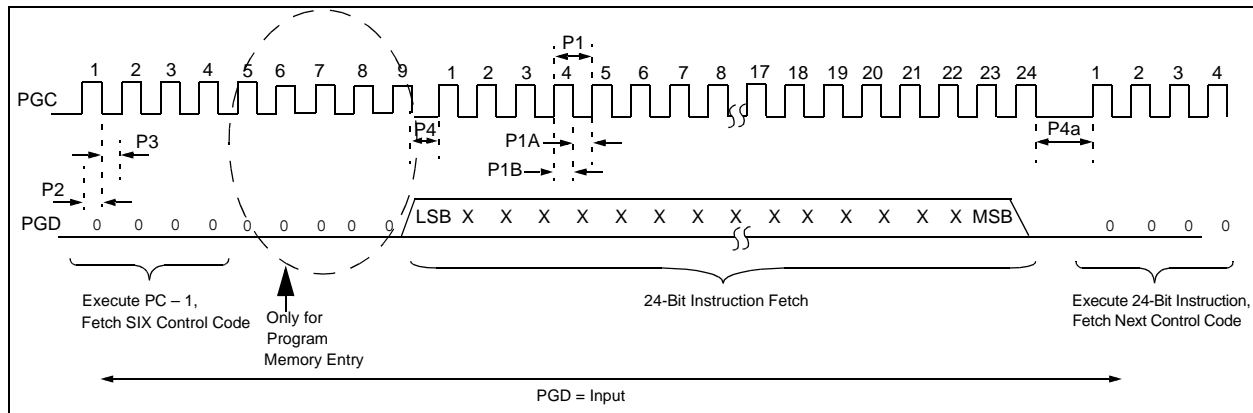 P1
1 2 3 4 5 6 7 8 9 1 2 3 4 5 6 7 8 17 18 19 20 21 22 23 24 1 2 3 4
PGC
P4 P4a
P3 P1A
P1B
P2
LSB X X X X X X X X X X X X X X MSB
PGD 0 0 0 0 0 0 0 0 0 0 0 0 0
Execute PC – 1,
Fetch SIX Control Code
24-Bit Instruction Fetch
Execute 24-Bit Instruction,
Fetch Next Control Code
Only for
Program
Memory Entry
PGD = Input